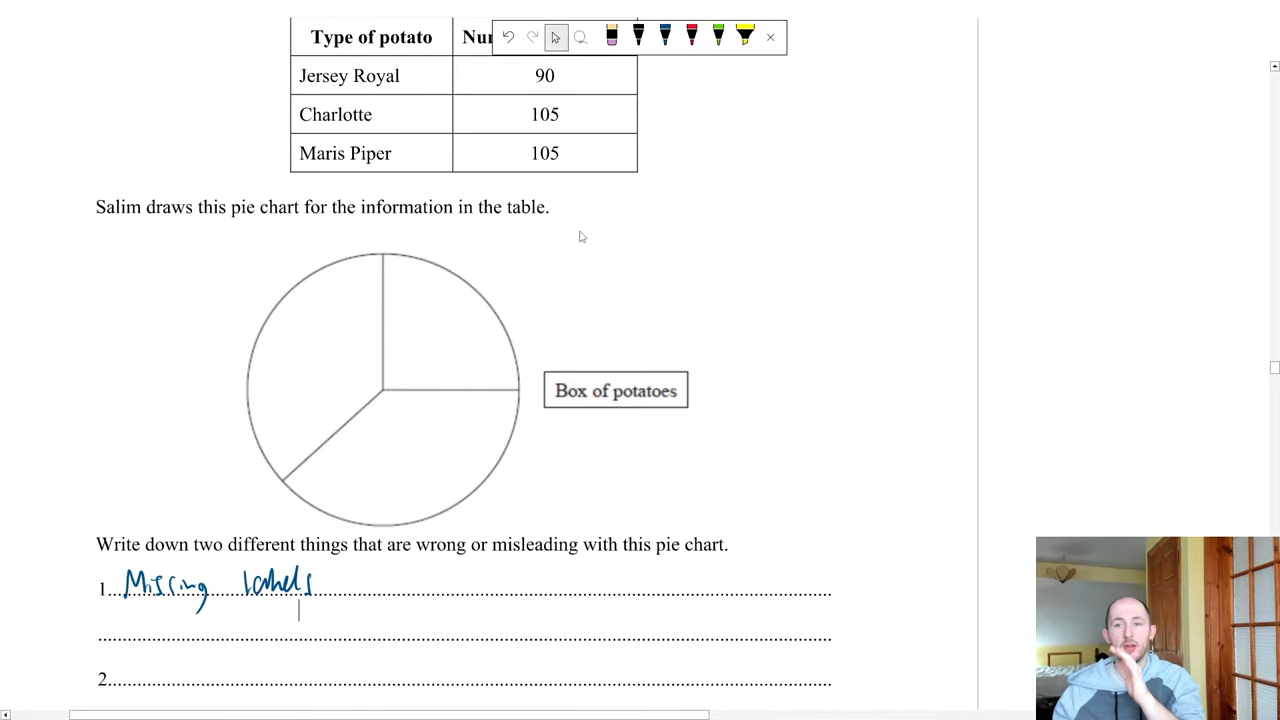 Type of potato Nu
Jersey Royal 90
Charlotte 105
Maris Piper 105
Salim draws this pie chart for the information in the table.
Box of potatoes
Write down two different things that are wrong or misleading with this pie chart.
1 Missing labels
2